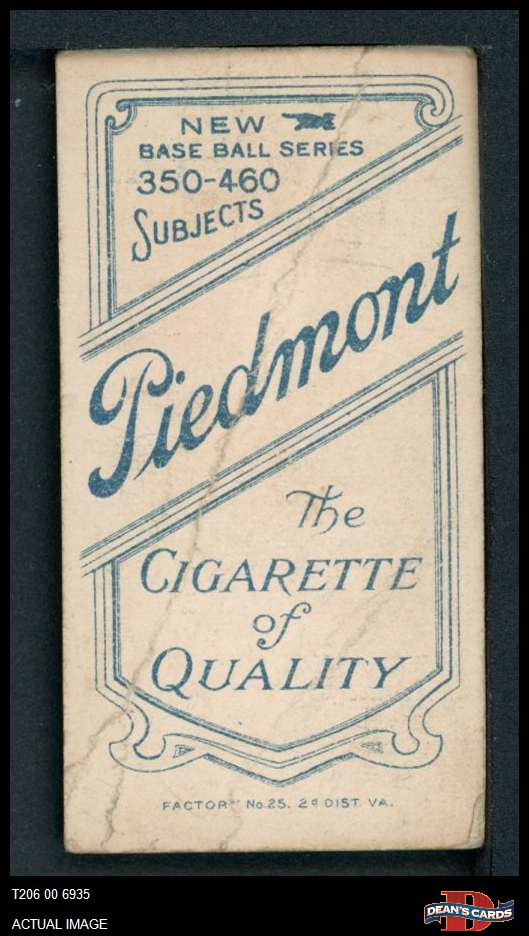 NEW
BASE BALL SERIES
350-460
SUBJECTS
Piedmont
The
CIGARETTE
of
QUALITY
FACTORY No. 25. 2d DIST. VA.
T206 00 6935
ACTUAL IMAGE
D
DEAN'S CARDS